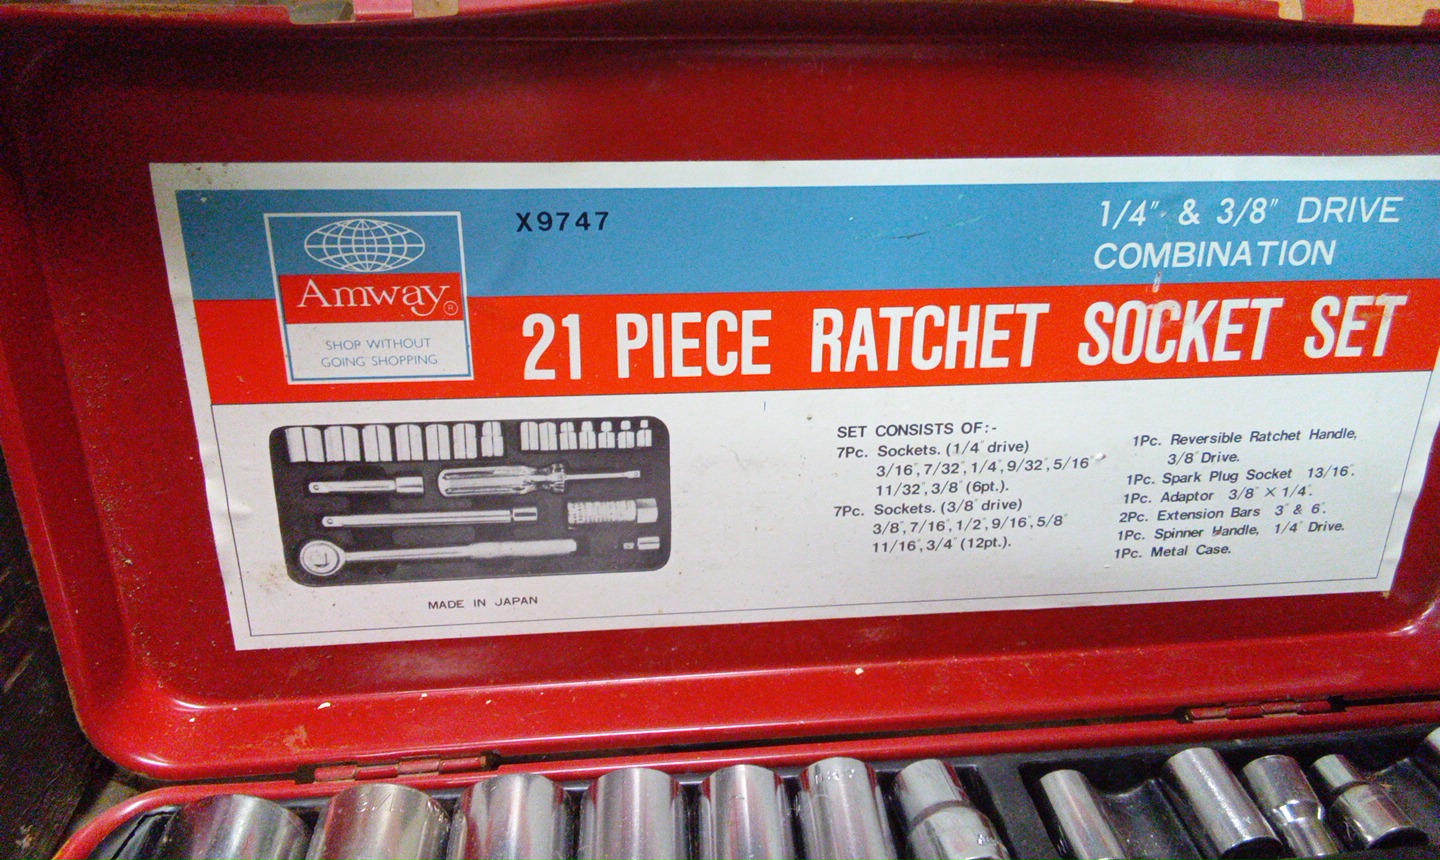 X9747
1/4" & 3/8" DRIVE
COMBINATION
Amway®
SHOP WITHOUT
GOING SHOPPING
21 PIECE RATCHET SOCKET SET
SET CONSISTS OF:-
7Pc. Sockets. (1/4" drive)
3/16", 7/32", 1/4", 9/32", 5/16"
11/32", 3/8" (6pt.).
7Pc. Sockets. (3/8" drive)
3/8", 7/16", 1/2", 9/16", 5/8"
11/16", 3/4" (12pt.).
1Pc. Reversible Ratchet Handle,
3/8" Drive.
1Pc. Spark Plug Socket 13/16".
1Pc. Adaptor 3/8" × 1/4".
2Pc. Extension Bars 3" & 6".
1Pc. Spinner Handle, 1/4" Drive.
1Pc. Metal Case.
MADE IN JAPAN